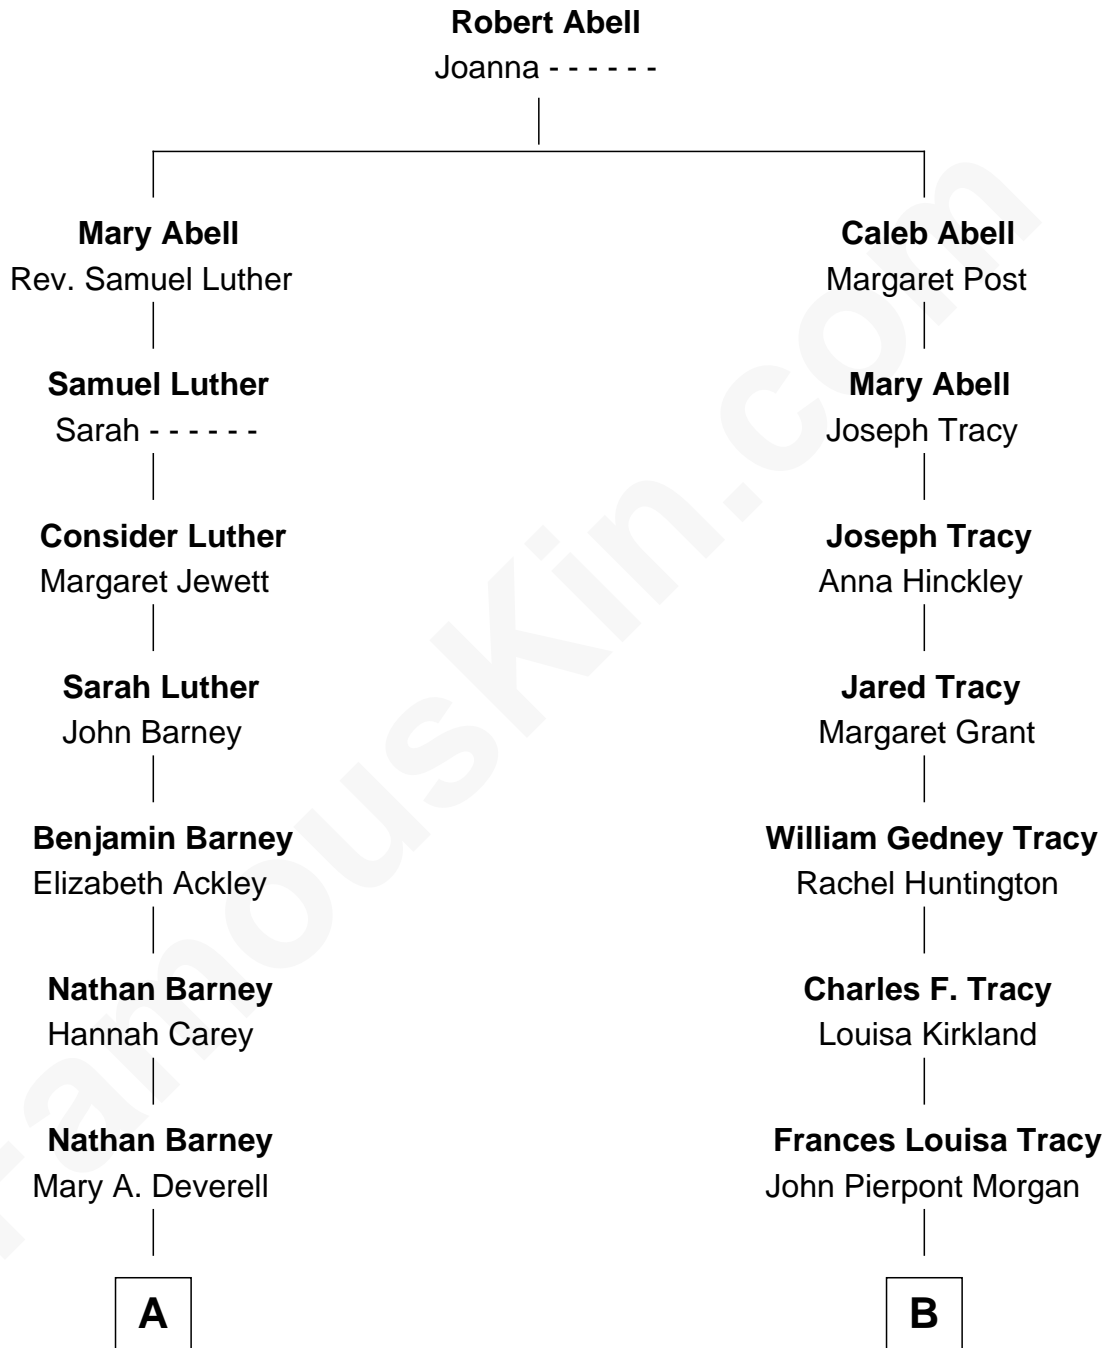 Robert Abell
Joanna - - - - - -
Mary Abell
Rev. Samuel Luther
Caleb Abell
Margaret Post
Samuel Luther
Sarah - - - - - -
Mary Abell
Joseph Tracy
Consider Luther
Margaret Jewett
Joseph Tracy
Anna Hinckley
Sarah Luther
John Barney
Jared Tracy
Margaret Grant
Benjamin Barney
Elizabeth Ackley
William Gedney Tracy
Rachel Huntington
Nathan Barney
Hannah Carey
Charles F. Tracy
Louisa Kirkland
Nathan Barney
Mary A. Deverell
Frances Louisa Tracy
John Pierpont Morgan
A
B
FamousKin.com